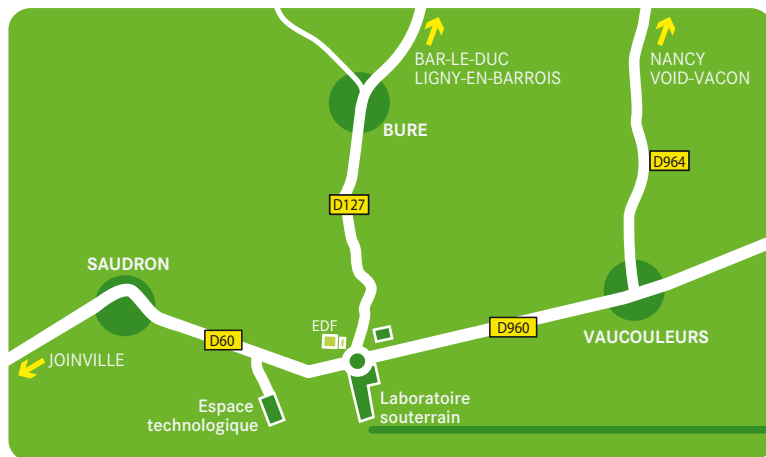 BAR-LE-DUC
LIGNY-EN-BARROIS
NANCY
VOID-VACON
BURE
D964
D127
SAUDRON
EDF
D960
D60
VAUCOULEURS
JOINVILLE
Espace
technologique
Laboratoire
souterrain